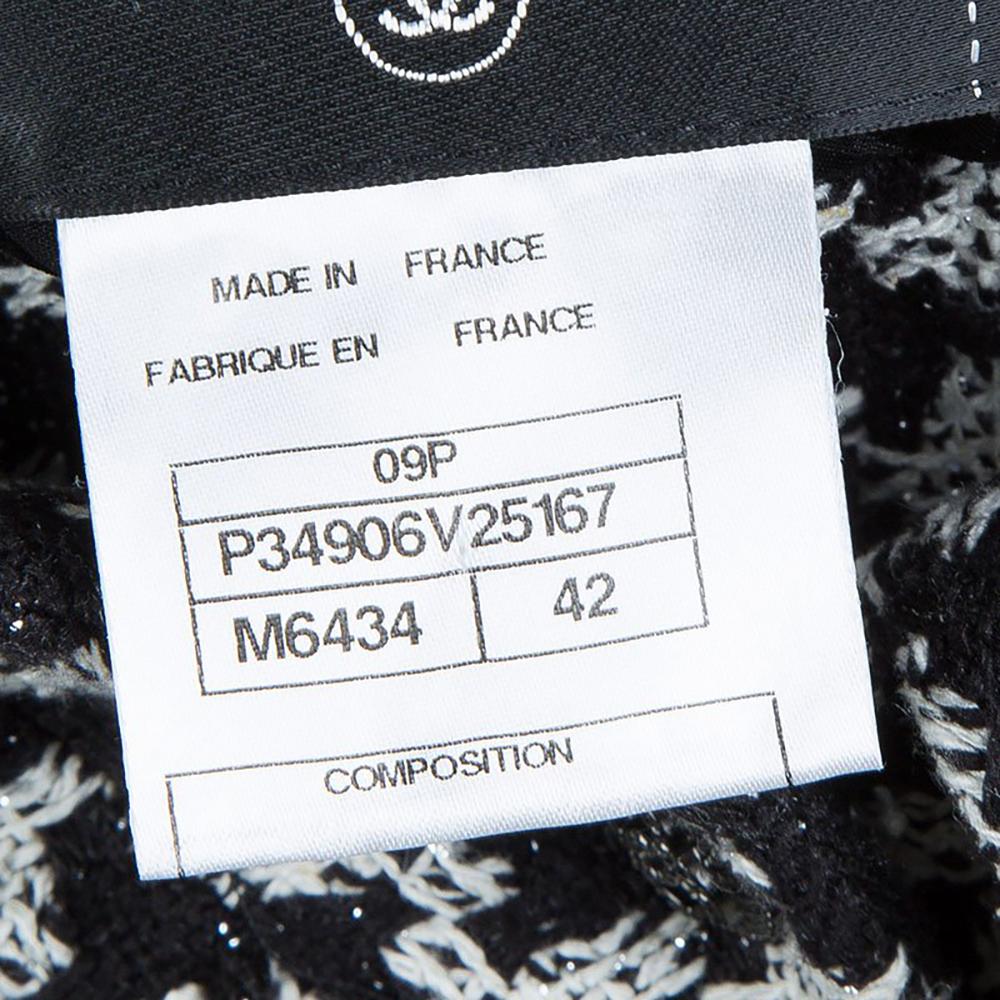 MADE IN FRANCE
FABRIQUE EN FRANCE
09P
P34906V25167
M6434 42
COMPOSITION